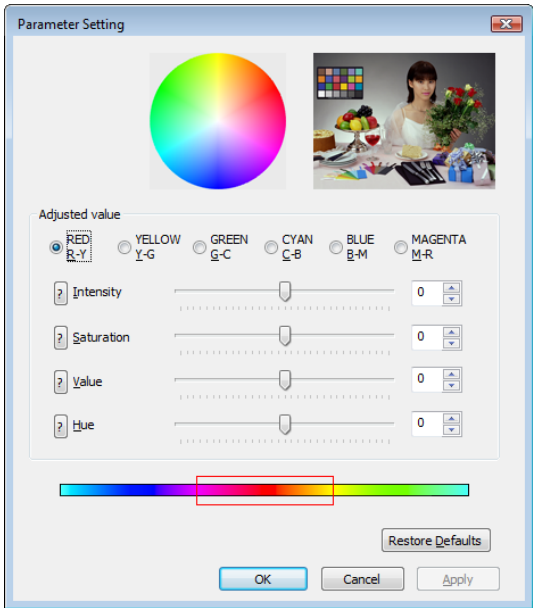 Parameter Setting
Adjusted value
RED YELLOW GREEN CYAN BLUE MAGENTA
R-Y Y-G G-C C-B B-M M-R
? Intensity 0
? Saturation 0
? Value 0
? Hue 0
Restore Defaults
OK Cancel Apply